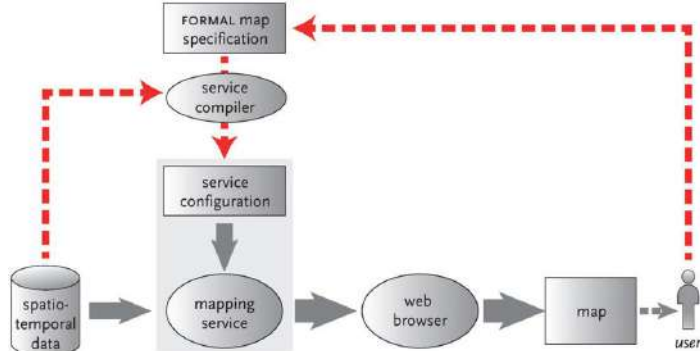 FORMAL map
specification
service
compiler
service
configuration
spatio-
temporal
data
mapping
service
web
browser
map
user